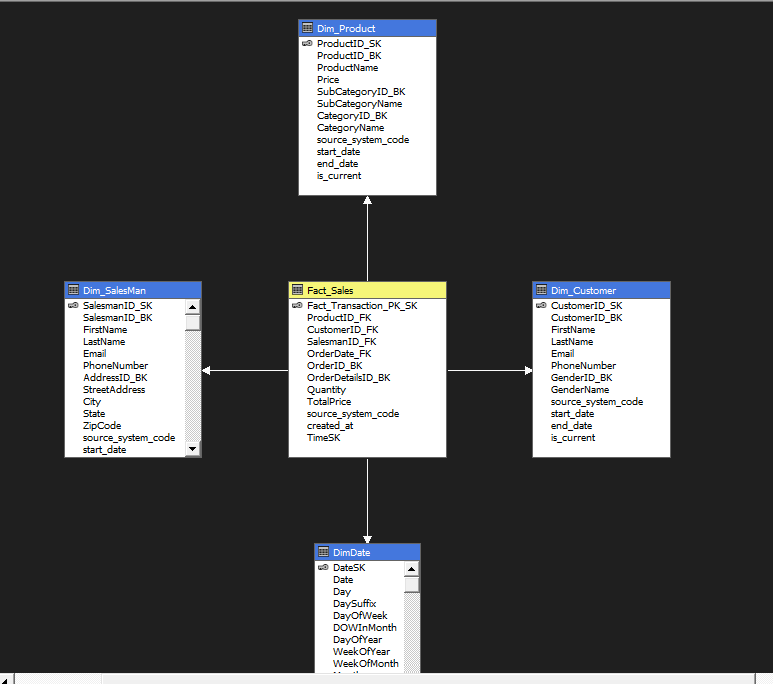 Dim_Product
ProductID_SK
ProductID_BK
ProductName
Price
SubCategoryID_BK
SubCategoryName
CategoryID_BK
CategoryName
source_system_code
start_date
end_date
is_current
Dim_SalesMan
SalesmanID_SK
SalesmanID_BK
FirstName
LastName
Email
PhoneNumber
AddressID_BK
StreetAddress
City
State
ZipCode
source_system_code
start_date
Fact_Sales
Fact_Transaction_PK_SK
ProductID_FK
CustomerID_FK
SalesmanID_FK
OrderDate_FK
OrderID_BK
OrderDetailsID_BK
Quantity
TotalPrice
source_system_code
created_at
TimeSK
Dim_Customer
CustomerID_SK
CustomerID_BK
FirstName
LastName
Email
PhoneNumber
GenderID_BK
GenderName
source_system_code
start_date
end_date
is_current
DimDate
DateSK
Date
Day
DaySuffix
DayOfWeek
DOWInMonth
DayOfYear
WeekOfYear
WeekOfMonth